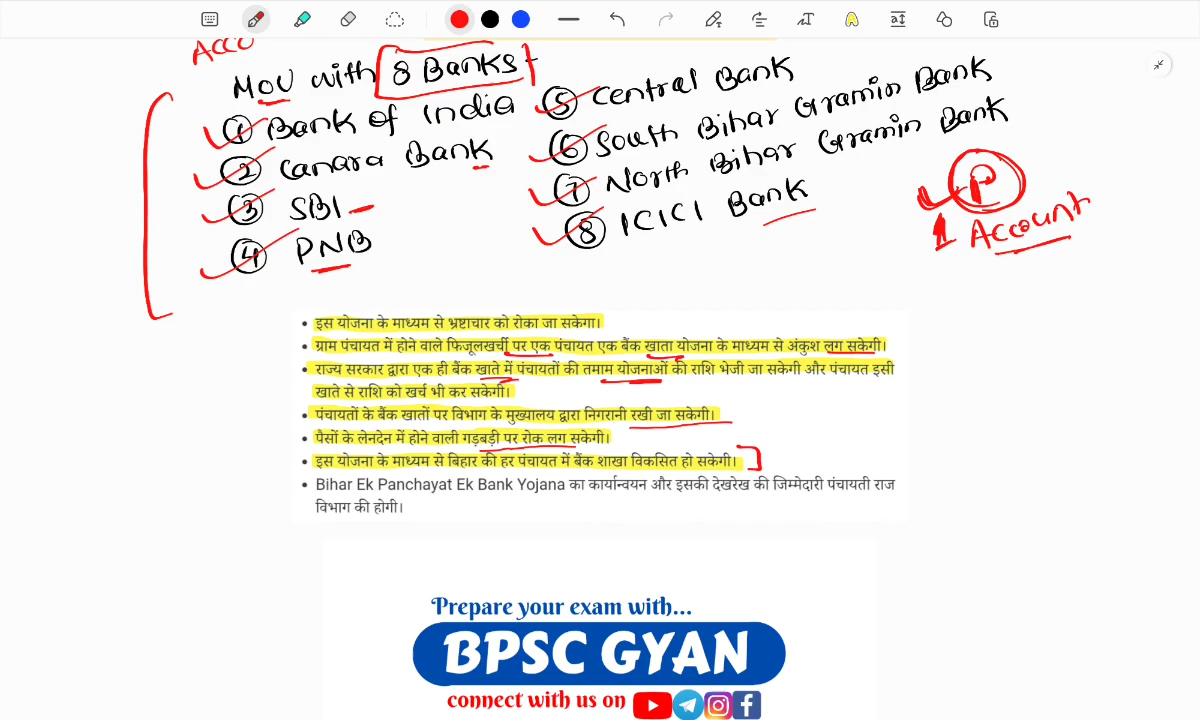 Acco
MOU with 8 Banks-
① Bank of India
② Canara Bank
③ SBI
④ PNB
⑤ Central Bank
⑥ South Bihar Gramin Bank
⑦ North Bihar Gramin Bank
⑧ ICICI Bank
P
1 Account
• इस योजना के माध्यम से भ्रष्टाचार को रोका जा सकेगा।
• ग्राम पंचायत में होने वाले फिजूलखर्ची पर एक पंचायत एक बैंक खाता योजना के माध्यम से अंकुश लग सकेगी।
• राज्य सरकार द्वारा एक ही बैंक खाते में पंचायतों की तमाम योजनाओं की राशि भेजी जा सकेगी और पंचायत इसी
खाते से राशि को खर्च भी कर सकेगी।
• पंचायतों के बैंक खातों पर विभाग के मुख्यालय द्वारा निगरानी रखी जा सकेगी।
• पैसों के लेनदेन में होने वाली गड़बड़ी पर रोक लग सकेगी।
• इस योजना के माध्यम से बिहार की हर पंचायत में बैंक शाखा विकसित हो सकेगी।
• Bihar Ek Panchayat Ek Bank Yojana का कार्यान्वयन और इसकी देखरेख की जिम्मेदारी पंचायती राज
विभाग की होगी।
Prepare your exam with...
BPSC GYAN
connect with us on